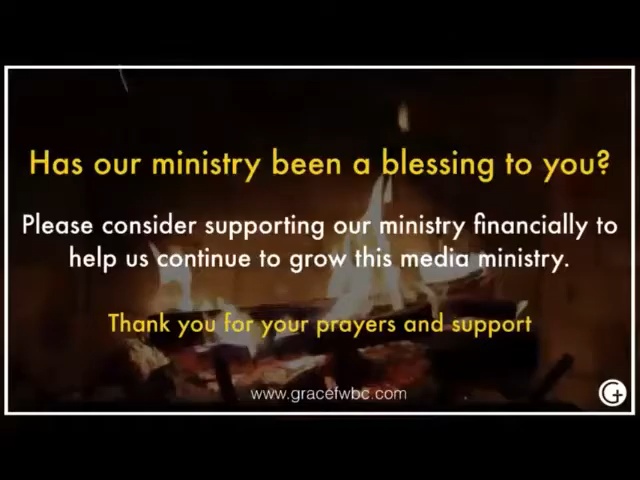 Has our ministry been a blessing to you?
Please consider supporting our ministry financially to
help us continue to grow this media ministry.
Thank you for your prayers and support
www.gracefwbc.com